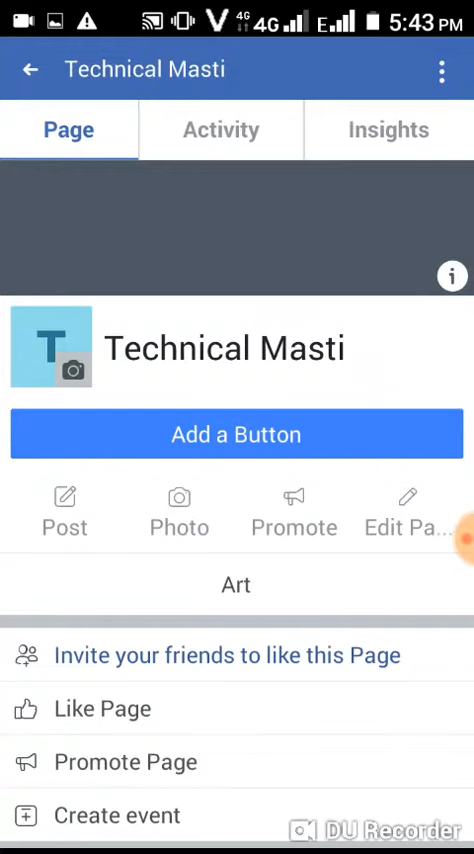 V 4G 4G E 5:43 PM
Technical Masti
Page Activity Insights
i
T
Technical Masti
Add a Button
Post Photo Promote Edit Pa...
Art
Invite your friends to like this Page
Like Page
Promote Page
Create event
DU Recorder